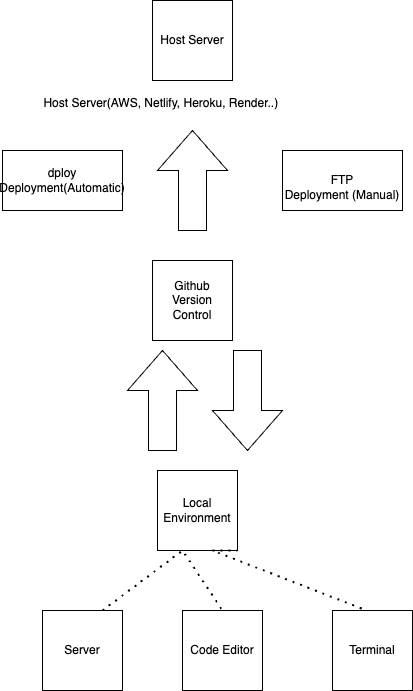 Host Server
Host Server(AWS, Netlify, Heroku, Render..)
dploy
Deployment(Automatic)
FTP
Deployment (Manual)
Github
Version
Control
Local
Environment
Server
Code Editor
Terminal